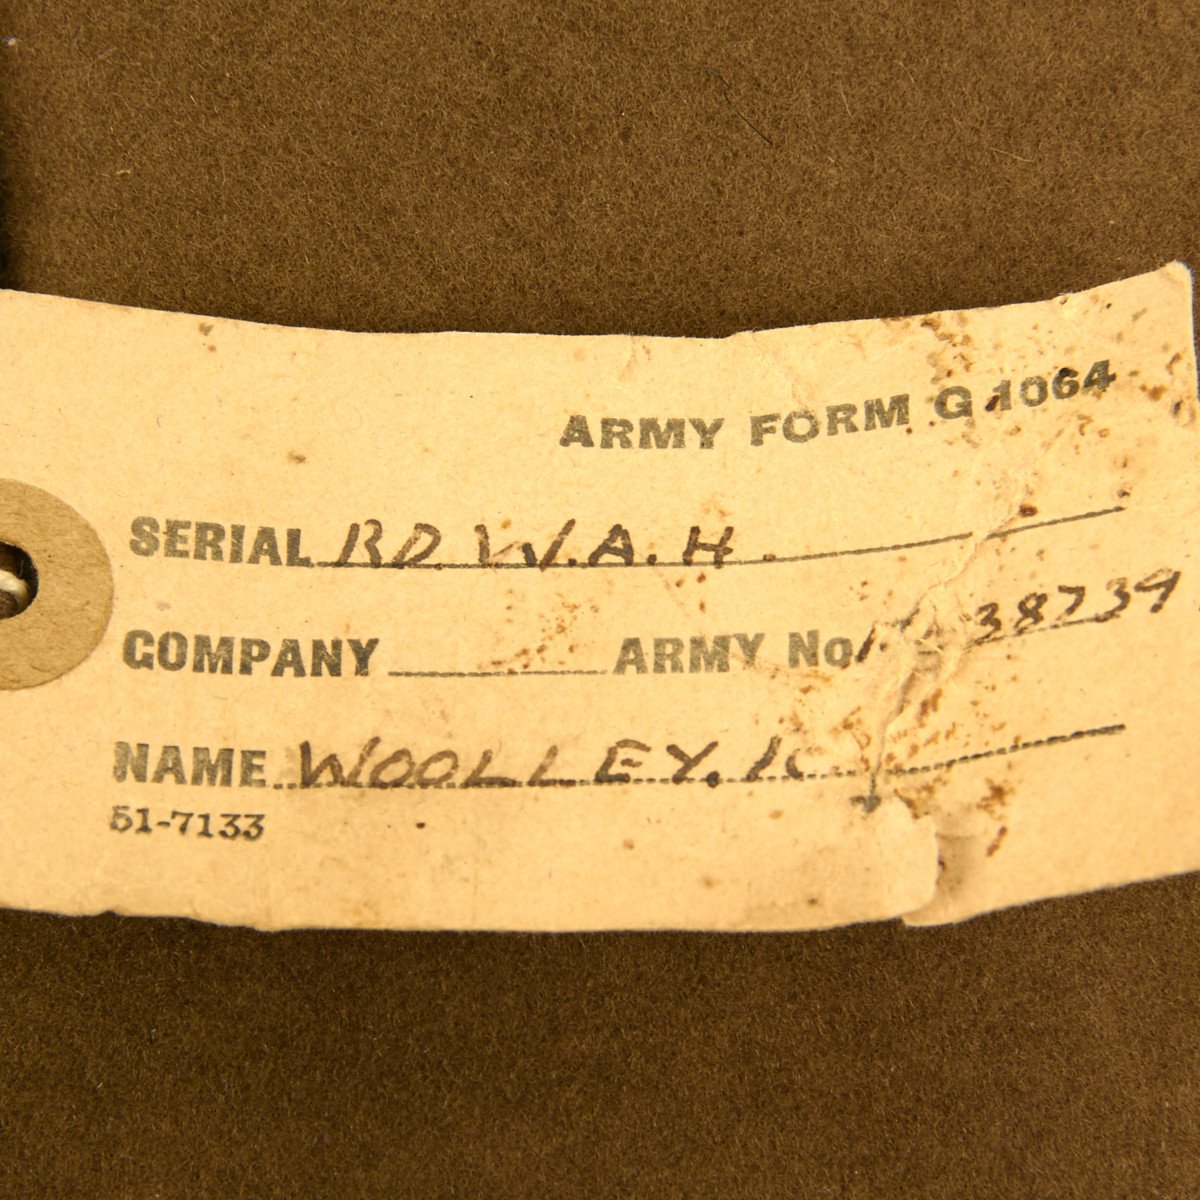 ARMY FORM G 1064
SERIAL RD. W.A.H.
COMPANY ARMY No 38739
NAME WOOLLEY. K
51-7133